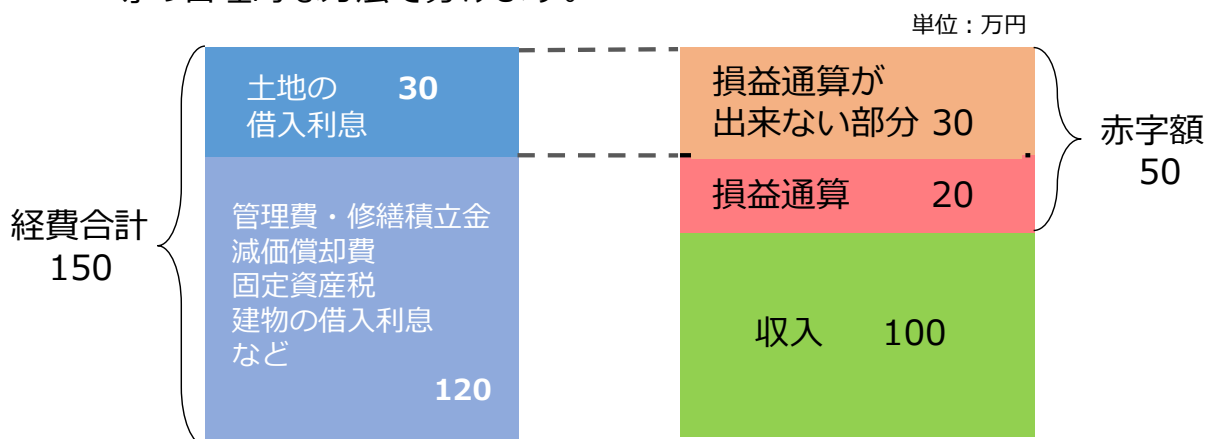 単位：万円
土地の 30
借入利息
管理費・修繕積立金
減価償却費
固定資産税
建物の借入利息
など
120
経費合計
150
損益通算が
出来ない部分 30
損益通算 20
収入 100
赤字額
50